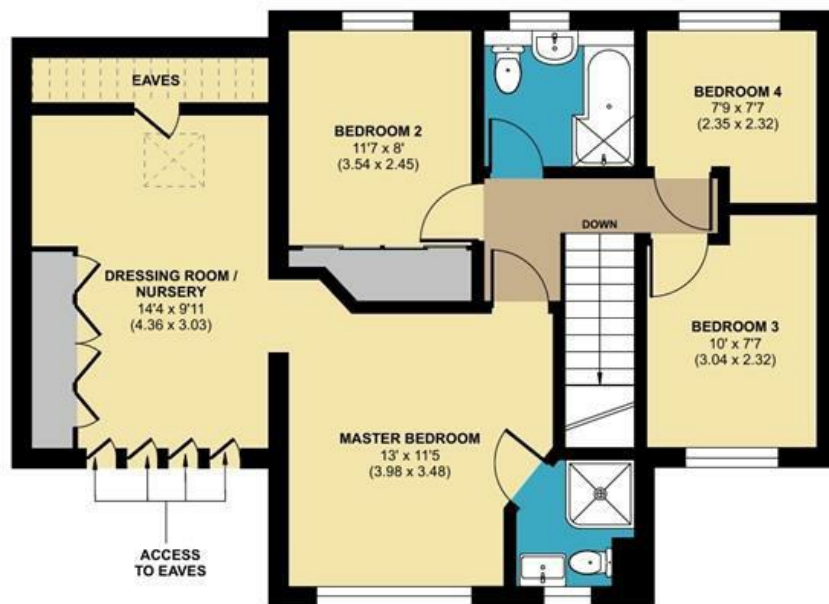 EAVES
BEDROOM 2
11'7 x 8'
(3.54 x 2.45)
BEDROOM 4
7'9 x 7'7
(2.35 x 2.32)
DOWN
DRESSING ROOM /
NURSERY
14'4 x 9'11
(4.36 x 3.03)
BEDROOM 3
10' x 7'7
(3.04 x 2.32)
MASTER BEDROOM
13' x 11'5
(3.98 x 3.48)
ACCESS
TO EAVES